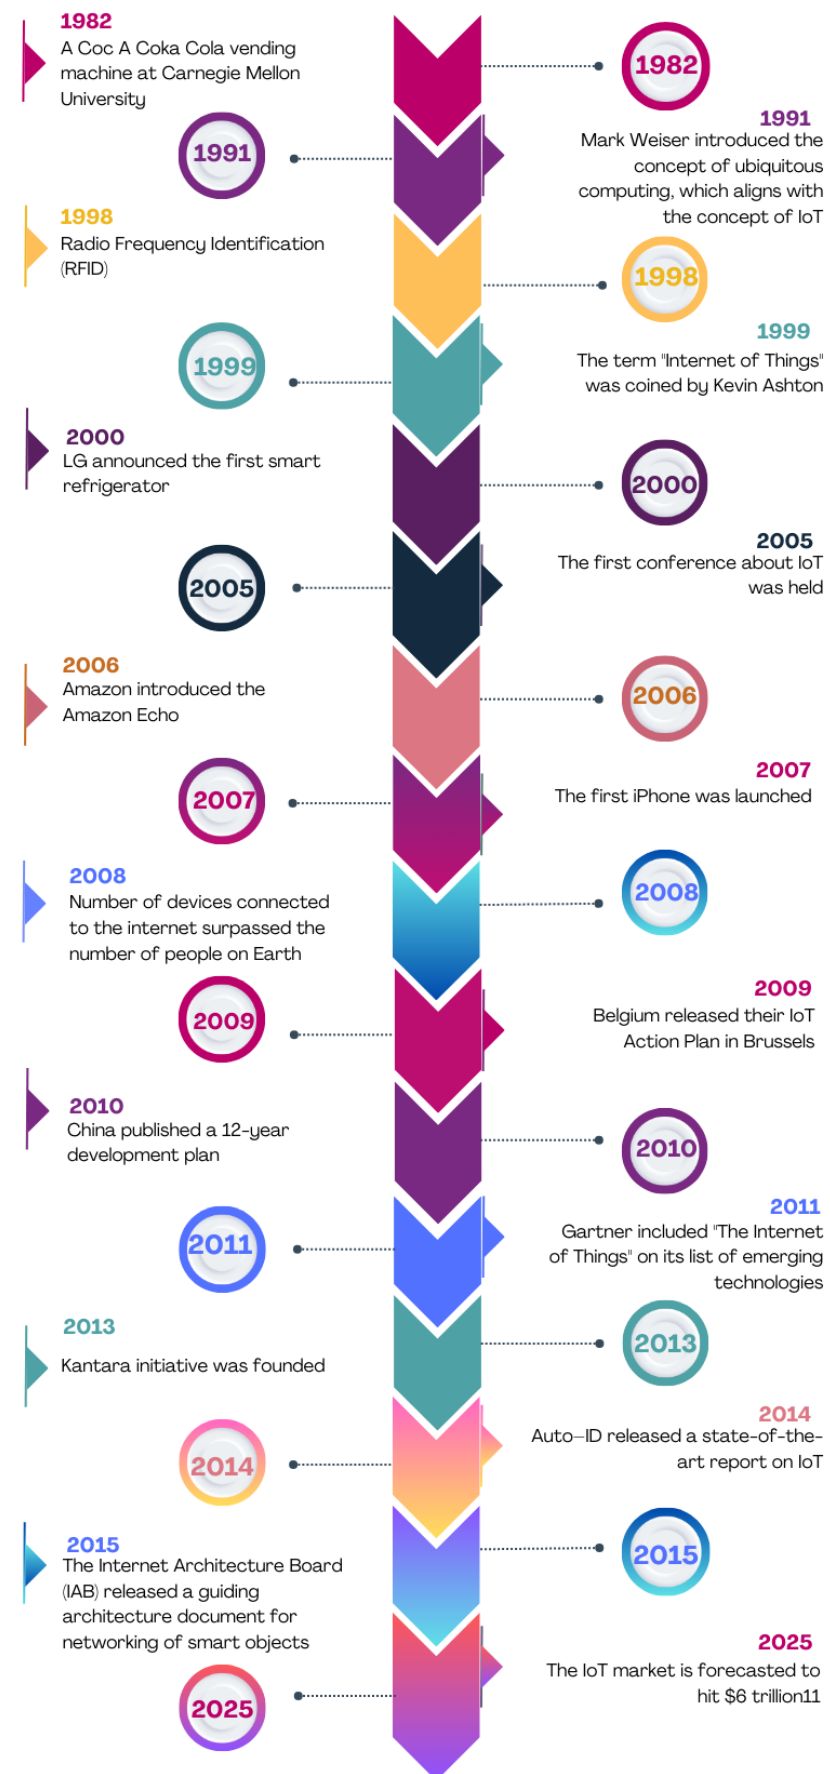 1982
A Coc A Coka Cola vending
machine at Carnegie Mellon
University
1982
1991
1991
Mark Weiser introduced the
concept of ubiquitous
computing, which aligns with
the concept of IoT
1998
Radio Frequency Identification
(RFID)
1998
1999
1999
The term "Internet of Things"
was coined by Kevin Ashton
2000
LG announced the first smart
refrigerator
2000
2005
2005
The first conference about IoT
was held
2006
Amazon introduced the
Amazon Echo
2006
2007
2007
The first iPhone was launched
2008
Number of devices connected
to the internet surpassed the
number of people on Earth
2008
2009
2009
Belgium released their IoT
Action Plan in Brussels
2010
China published a 12-year
development plan
2010
2011
2011
Gartner included "The Internet
of Things" on its list of emerging
technologies
2013
Kantara initiative was founded
2013
2014
2014
Auto–ID released a state-of-the-
art report on IoT
2015
The Internet Architecture Board
(IAB) released a guiding
architecture document for
networking of smart objects
2015
2025
2025
The IoT market is forecasted to
hit $6 trillion11